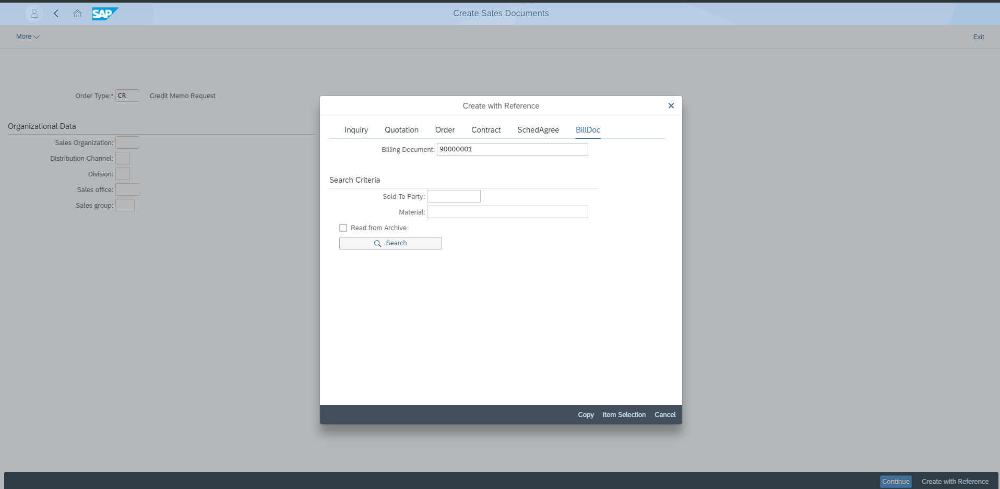 SAP
Create Sales Documents
More
Exit
Order Type:* CR Credit Memo Request
Organizational Data
Sales Organization:
Distribution Channel:
Division:
Sales office:
Sales group:
Create with Reference
Inquiry Quotation Order Contract SchedAgree BillDoc
Billing Document: 90000001
Search Criteria
Sold-To Party:
Material:
Read from Archive
Search
Copy Item Selection Cancel
Continue Create with Reference